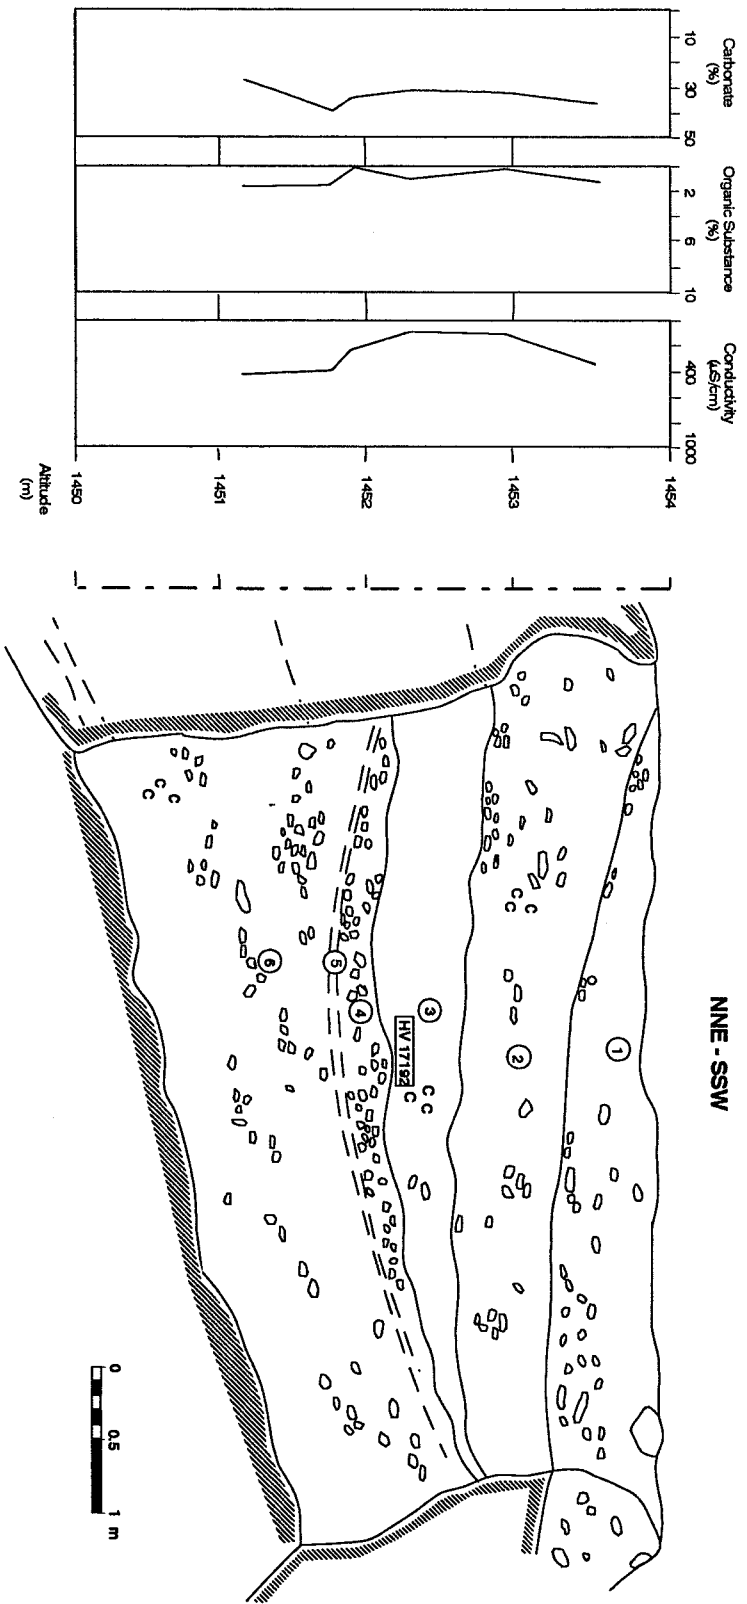 NNE - SSW
Carbonate
(%)
10
30
50
Organic Substance
(%)
2
6
10
Conductivity
(µS/cm)
400
1000
1454
1453
1452
1451
1450
Altitude
(m)
1
2
3
4
5
6
HV 17192
C
C
C
C
C
C
C
C
0
0.5
1 m